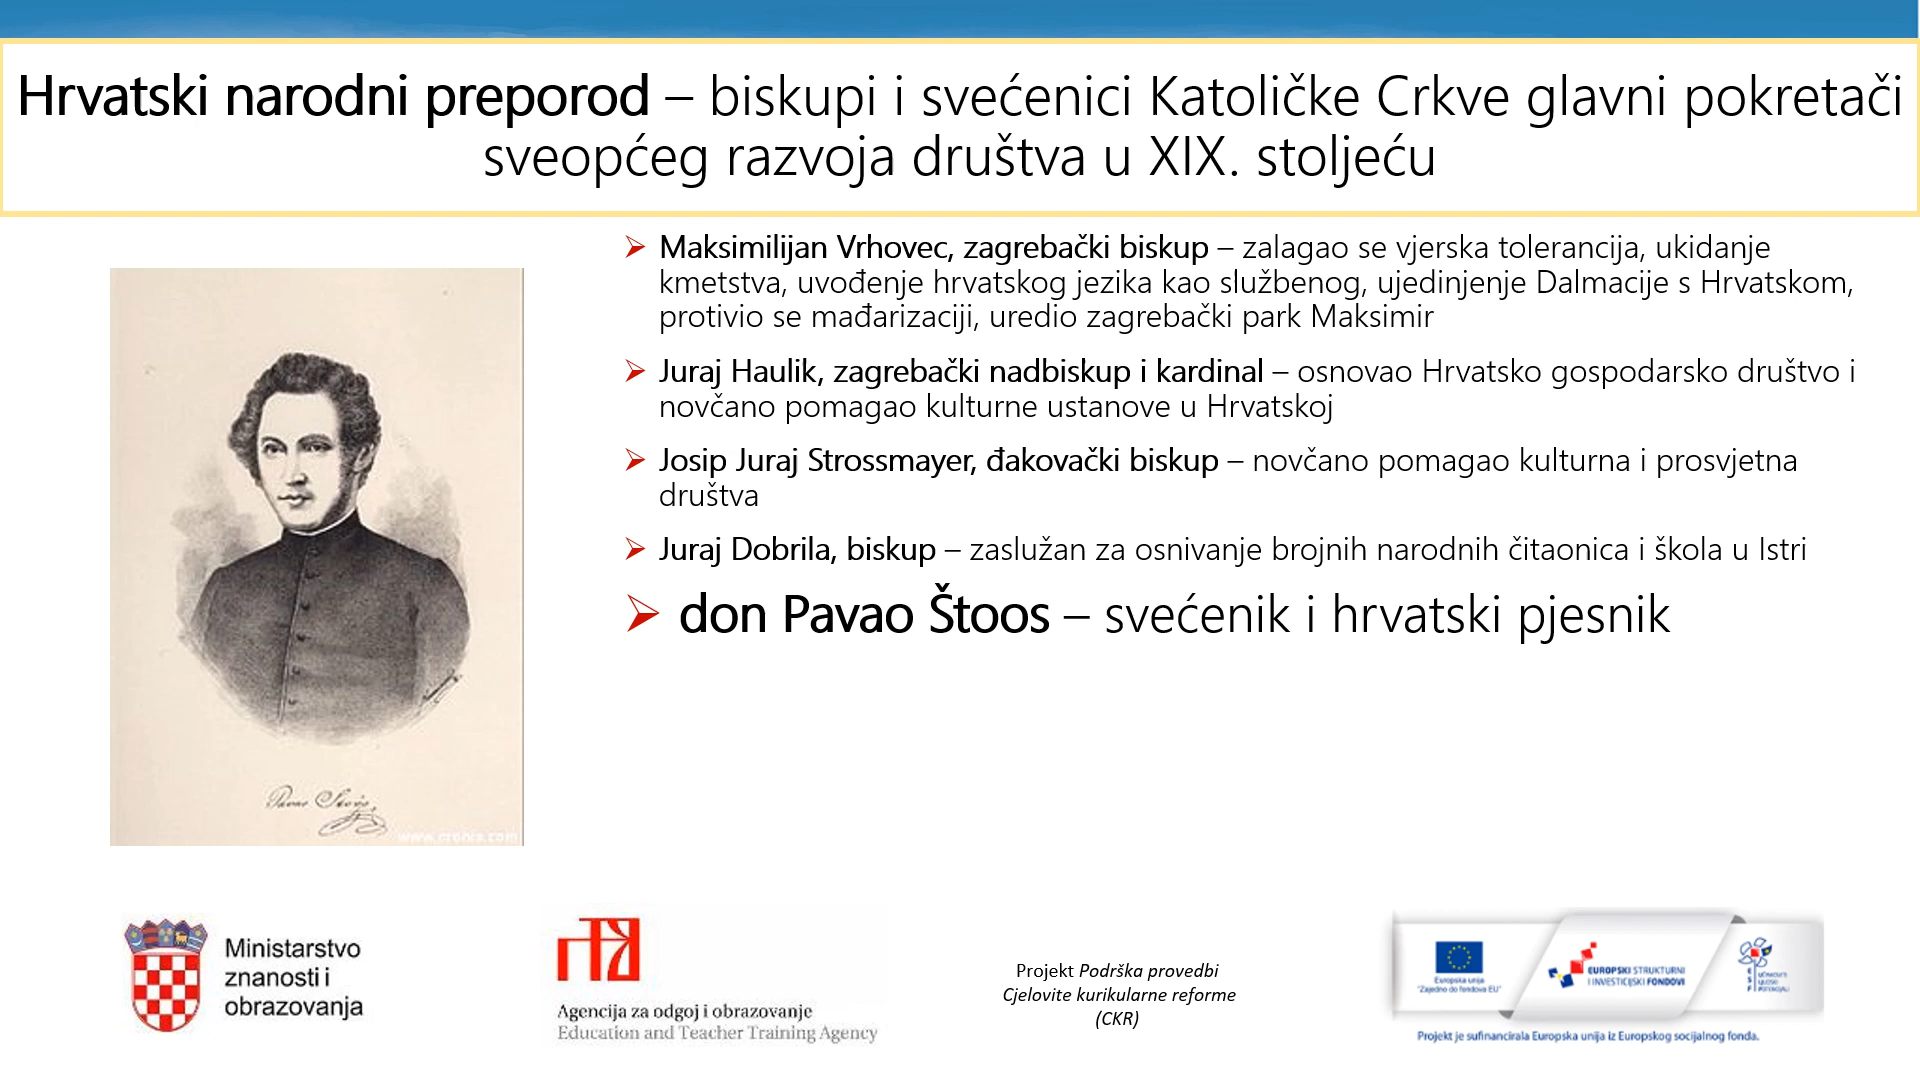 Hrvatski narodni preporod – biskupi i svećenici Katoličke Crkve glavni pokretači
sveopćeg razvoja društva u XIX. stoljeću
Maksimilijan Vrhovec, zagrebački biskup – zalagao se vjerska tolerancija, ukidanje
kmetstva, uvođenje hrvatskog jezika kao službenog, ujedinjenje Dalmacije s Hrvatskom,
protivio se mađarizaciji, uredio zagrebački park Maksimir
Juraj Haulik, zagrebački nadbiskup i kardinal – osnovao Hrvatsko gospodarsko društvo i
novčano pomagao kulturne ustanove u Hrvatskoj
Josip Juraj Strossmayer, đakovački biskup – novčano pomagao kulturna i prosvjetna
društva
Juraj Dobrila, biskup – zaslužan za osnivanje brojnih narodnih čitaonica i škola u Istri
don Pavao Štoos – svećenik i hrvatski pjesnik
Ministarstvo
znanosti i
obrazovanja
Agencija za odgoj i obrazovanje
Education and Teacher Training Agency
Projekt Podrška provedbi
Cjelovite kurikularne reforme
(CKR)
Europska unija
"Zajedno do fondova EU"
EUROPSKI STRUKTURNI
I INVESTICIJSKI FONDOVI
Projekt je sufinancirala Europska unija iz Europskog socijalnog fonda.